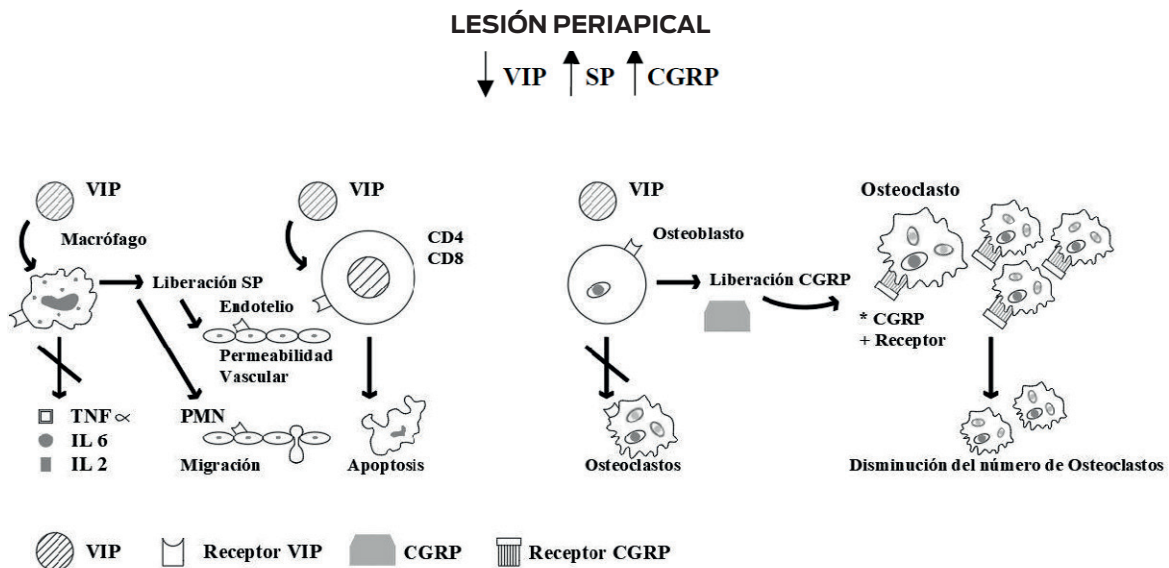 LESIÓN PERIAPICAL
↓ VIP ↑ SP ↑ CGRP
VIP
Macrófago
Liberación SP
Endotelio
Permeabilidad
Vascular
TNF ∝
IL 6
IL 2
PMN
Migración
VIP
CD4
CD8
Apoptosis
VIP
Osteoblasto
Liberación CGRP
Osteoclastos
Osteoclasto
* CGRP
+ Receptor
Disminución del número de Osteoclastos
VIP Receptor VIP CGRP Receptor CGRP